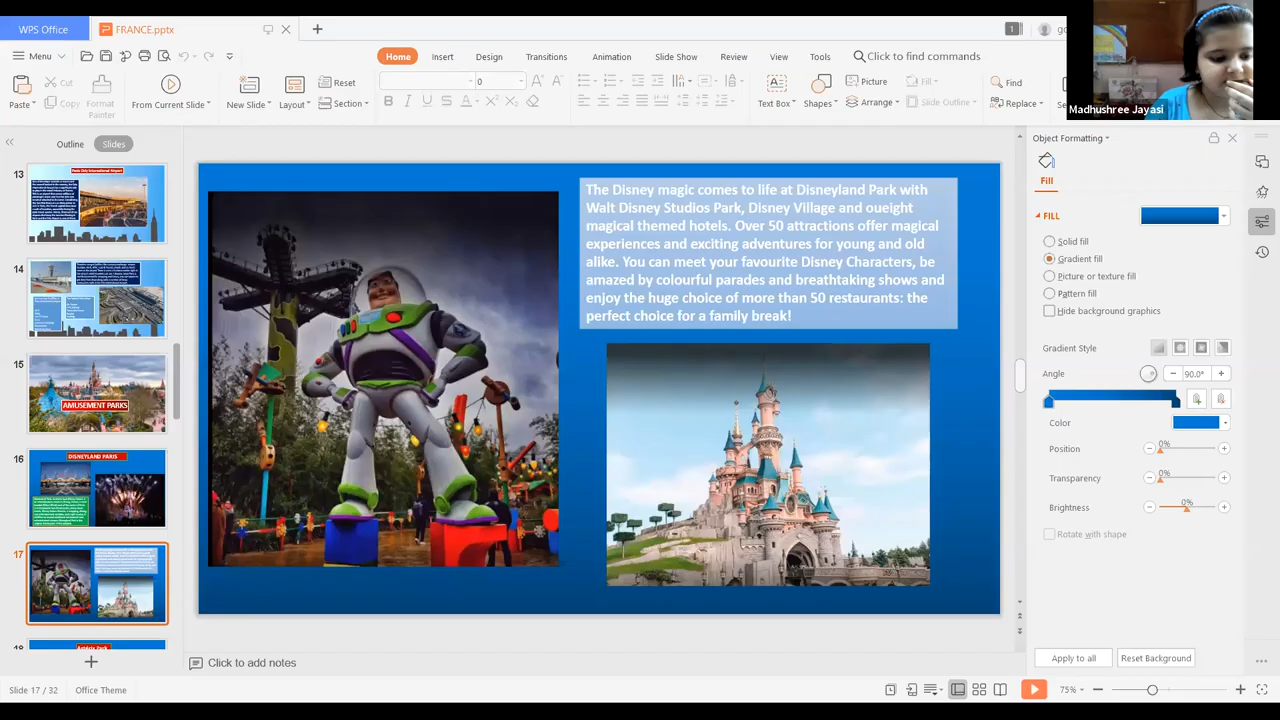 WPS Office
FRANCE.pptx
1
Madhushree Jayasi
Menu
Home
Insert
Design
Transitions
Animation
Slide Show
Review
View
Tools
Click to find commands
Paste
Cut
Copy
Format
Painter
From Current Slide
New Slide
Layout
Reset
Section
0
Text Box
Shapes
Picture
Fill
Arrange
Slide Outline
Find
Replace
Outline
Slides
13
Paris Orly International Airport
14
15
AMUSEMENT PARKS
16
DISNEYLAND PARIS
17
18
The Disney magic comes to life at Disneyland Park with
Walt Disney Studios Park Disney Village and oueight
magical themed hotels. Over 50 attractions offer magical
experiences and exciting adventures for young and old
alike. You can meet your favourite Disney Characters, be
amazed by colourful parades and breattaking shows and
enjoy the huge choice of more than 50 restaurants: the
perfect choice for a family break!
Object Formatting
Fill
FILL
Solid fill
Gradient fill
Picture or texture fill
Pattern fill
Hide background graphics
Gradient Style
Angle
90.0°
Color
Position
0%
Transparency
0%
Brightness
0%
Rotate with shape
Apply to all
Reset Background
Click to add notes
Slide 17 / 32
Office Theme
75%